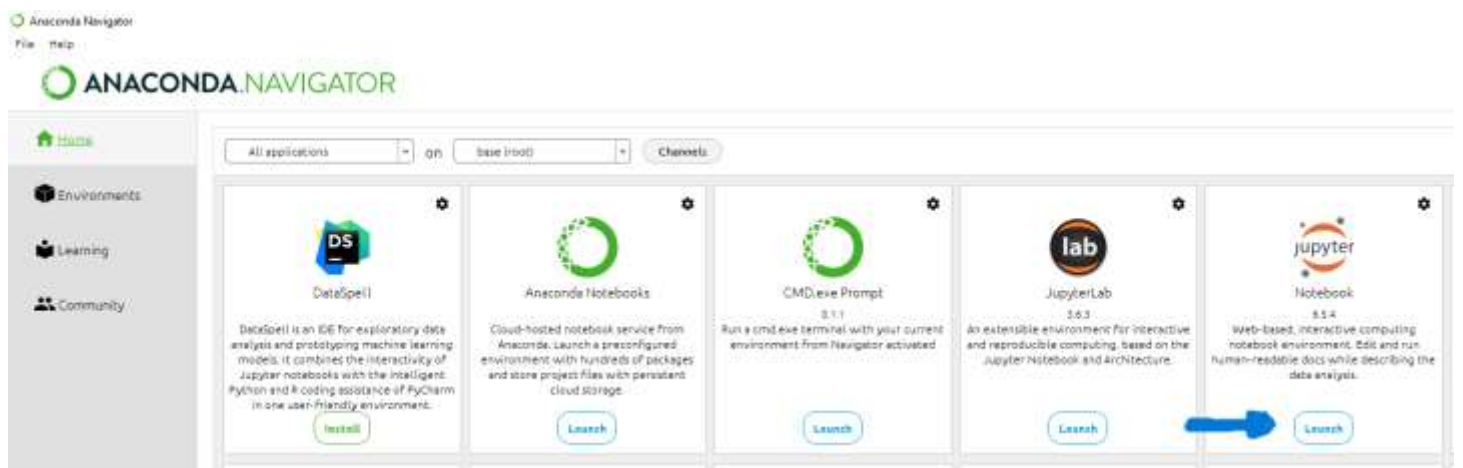 Anaconda Navigator
File Help
ANACONDA.NAVIGATOR
Home
Environments
Learning
Community
All applications on base (root) Channels
DS
DataSpell
DataSpell is an IDE for exploratory data
analysis and prototyping machine learning
models. It combines the interactivity of
Jupyter notebooks with the intelligent
Python and R coding assistance of PyCharm
in one user-friendly environment.
Install
Anaconda Notebooks
Cloud-hosted notebook service from
Anaconda. Launch a preconfigured
environment with hundreds of packages
and store project files with persistent
cloud storage.
Launch
CMD.exe Prompt
0.1.1
Run a cmd.exe terminal with your current
environment from Navigator activated
Launch
lab
JupyterLab
3.6.3
An extensible environment for interactive
and reproducible computing, based on the
Jupyter Notebook and Architecture.
Launch
jupyter
Notebook
6.5.4
Web-based, interactive computing
notebook environment. Edit and run
human-readable docs while describing the
data analysis.
Launch